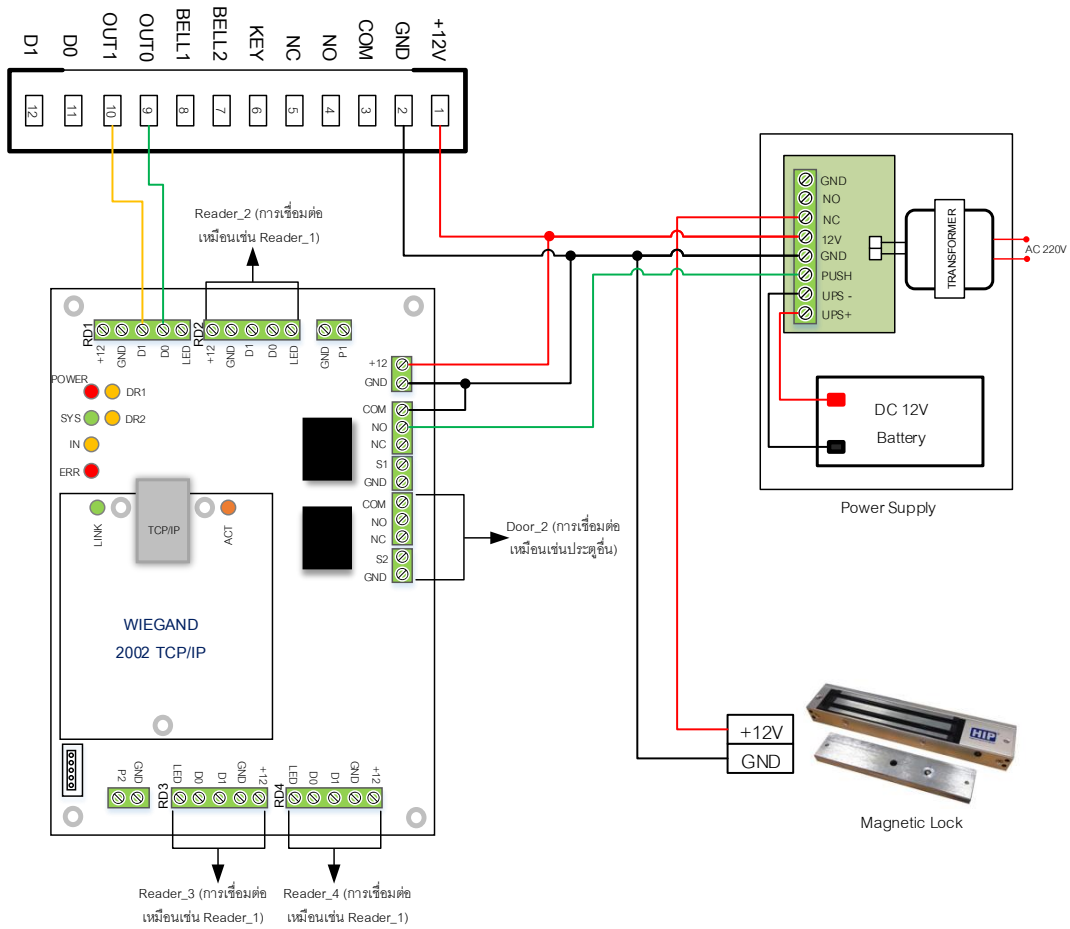 D1
D0
OUT1
OUT0
BELL1
BELL2
KEY
NC
NO
COM
GND
+12V
12
11
10
9
8
7
6
5
4
3
2
1
Reader_2 (การเชื่อมต่อ
เหมือนเช่น Reader_1)
GND
NO
NC
12V
GND
PUSH
UPS -
UPS+
TRANSFORMER
AC 220V
DC 12V
Battery
Power Supply
RD1
+12
GND
D1
D0
LED
RD2
+12
GND
D1
D0
LED
GND
P1
+12
GND
COM
NO
NC
S1
GND
COM
NO
NC
S2
GND
POWER
DR1
SYS
DR2
IN
ERR
LINK
TCP/IP
ACT
Door_2 (การเชื่อมต่อ
เหมือนเช่นประตูอื่น)
WIEGAND
2002 TCP/IP
+12V
GND
HIP
Magnetic Lock
P2
GND
RD3
LED
D0
D1
GND
+12
RD4
LED
D0
D1
GND
+12
Reader_3 (การเชื่อมต่อ
เหมือนเช่น Reader_1)
Reader_4 (การเชื่อมต่อ
เหมือนเช่น Reader_1)